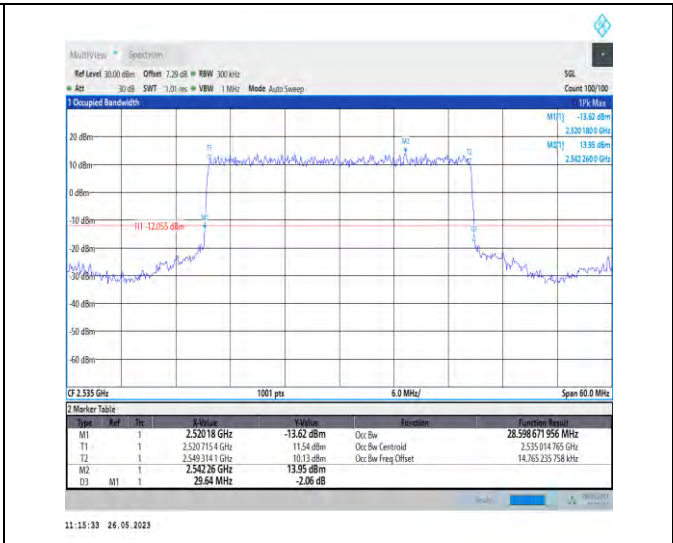 MultiView Spectrum
Ref Level 30.00 dBm Offset 7.29 dB RBW 300 kHz SGL
Att 30 dB SWT 1.01 ms VBW 1 MHz Mode Auto Sweep Count 100/100
1 Occupied Bandwidth 1Pk Max
M1[1] -13.62 dBm
2.520 180 0 GHz
M2[1] 13.95 dBm
2.542 260 0 GHz
20 dBm
10 dBm
0 dBm
-10 dBm
H1 -12.055 dBm
-20 dBm
-30 dBm
-40 dBm
-50 dBm
-60 dBm
T1
M2
T2
M1
CF 2.535 GHz 1001 pts 6.0 MHz/ Span 60.0 MHz
2 Marker Table
Type Ref Trc X-Value Y-Value Function Function Result
M1 1 2.52018 GHz -13.62 dBm Occ Bw 28.598 671 956 MHz
T1 1 2.520 715 4 GHz 11.54 dBm Occ Bw Centroid 2.535 014 765 GHz
T2 1 2.549 314 1 GHz 10.13 dBm Occ Bw Freq Offset 14.765 235 758 kHz
M2 1 2.542 26 GHz 13.95 dBm
D3 M1 1 29.64 MHz -2.06 dB
11:15:33 26.05.2023